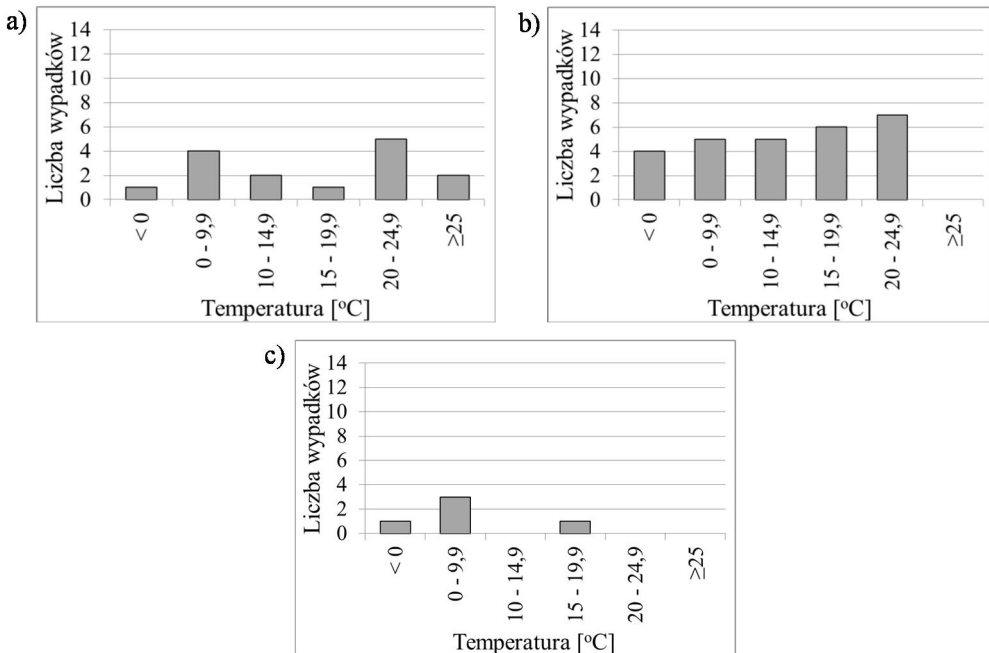 a)
Liczba wypadków
14
12
10
8
6
4
2
0
< 0
0 - 9,9
10 - 14,9
15 - 19,9
20 - 24,9
≥25
Temperatura [°C]
b)
Liczba wypadków
14
12
10
8
6
4
2
0
< 0
0 - 9,9
10 - 14,9
15 - 19,9
20 - 24,9
≥25
Temperatura [°C]
c)
Liczba wypadków
14
12
10
8
6
4
2
0
< 0
0 - 9,9
10 - 14,9
15 - 19,9
20 - 24,9
≥25
Temperatura [°C]